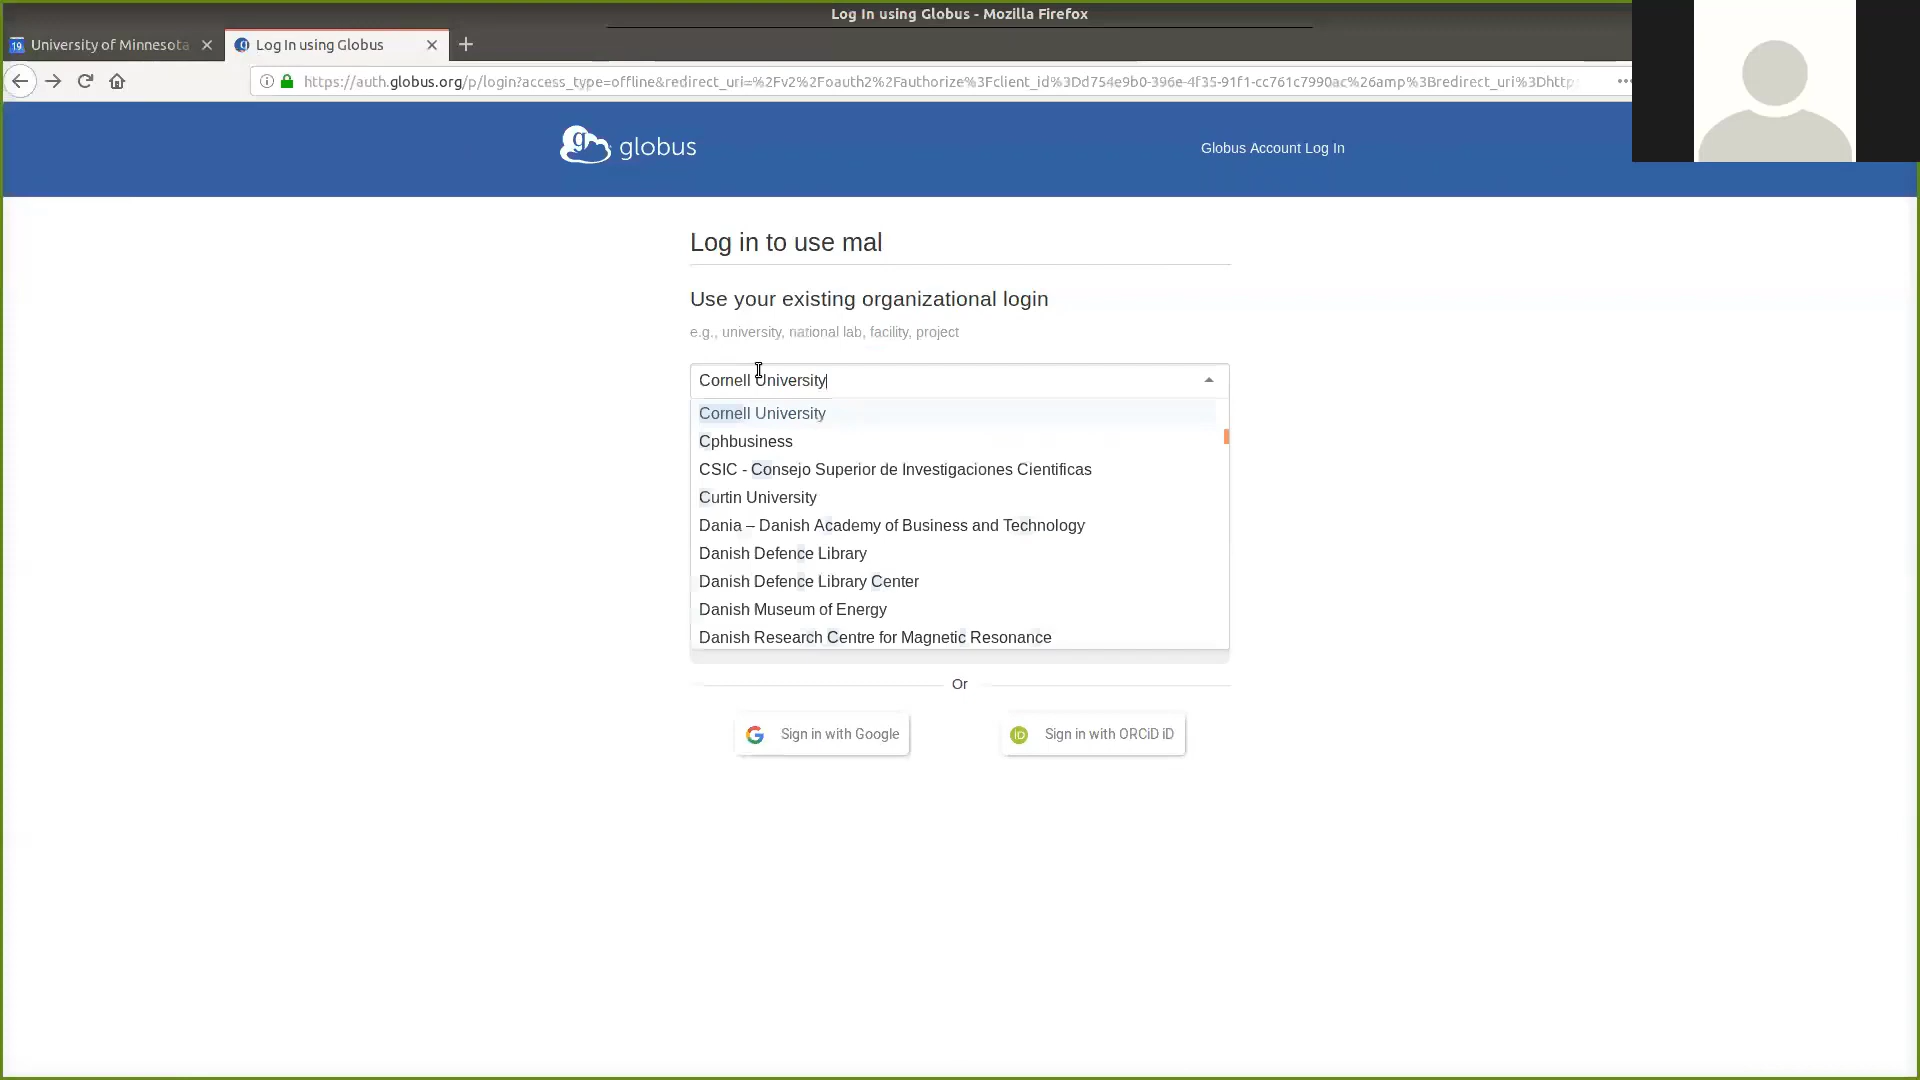 Log In using Globus - Mozilla Firefox
19 University of Minnesota
Log In using Globus
https://auth.globus.org/p/login?access_type=offline&redirect_uri=%2Fv2%2Foauth2%2Fauthorize%3Fclient_id%3Dd754e9b0-396e-4f35-91f1-cc761c7990ac%26amp%3Bredirect_uri%3Dhttp
globus
Globus Account Log In
Log in to use mal
Use your existing organizational login
e.g., university, national lab, facility, project
Cornell University
Cornell University
Cphbusiness
CSIC - Consejo Superior de Investigaciones Cientificas
Curtin University
Dania – Danish Academy of Business and Technology
Danish Defence Library
Danish Defence Library Center
Danish Museum of Energy
Danish Research Centre for Magnetic Resonance
Or
Sign in with Google
iD Sign in with ORCiD iD